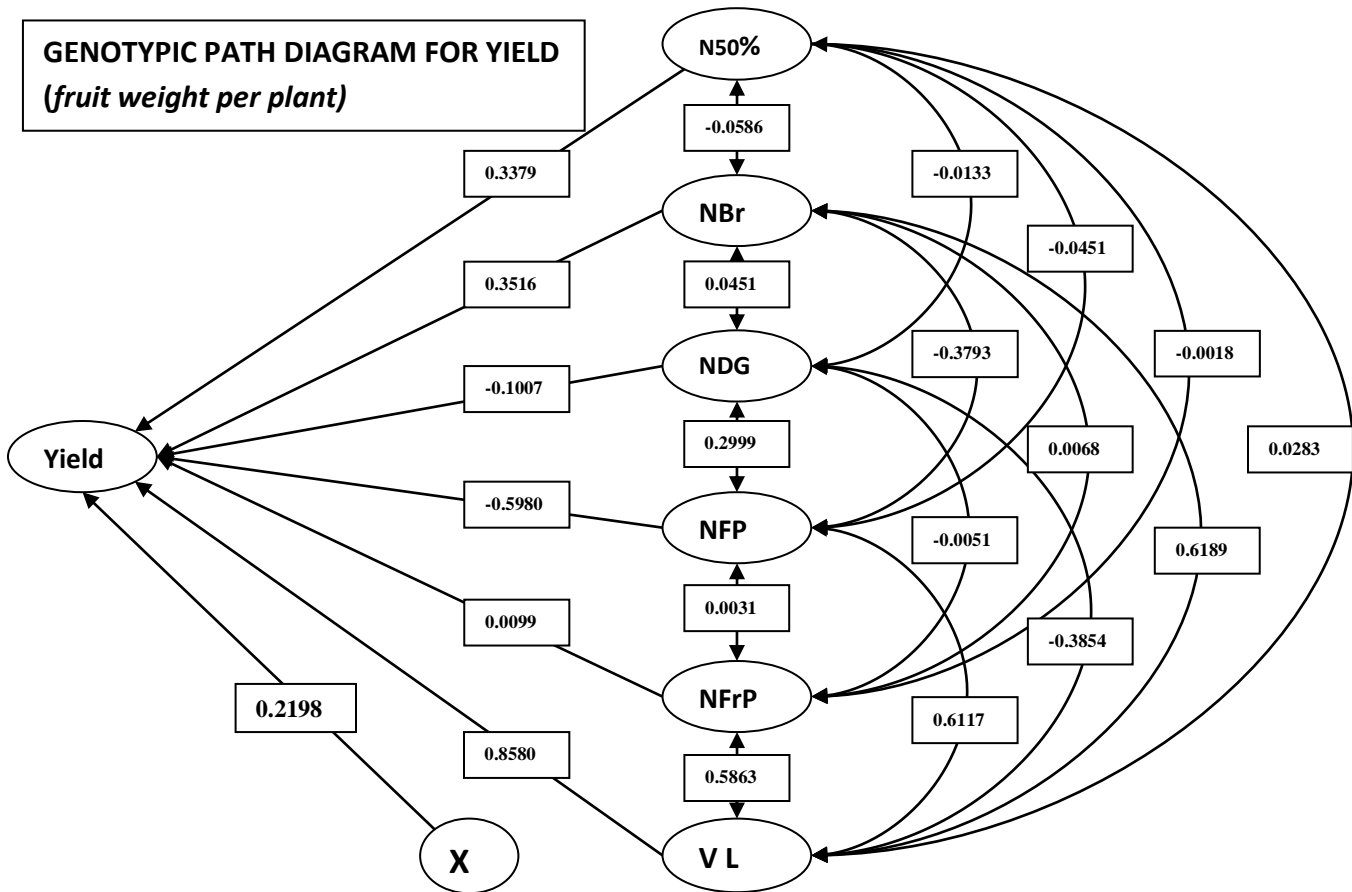 GENOTYPIC PATH DIAGRAM FOR YIELD
(fruit weight per plant)
N50%
-0.0586
0.3379
-0.0133
NBr
-0.0451
0.3516
0.0451
NDG
-0.3793
-0.0018
-0.1007
Yield
0.2999
0.0068
0.0283
-0.5980
NFP
-0.0051
0.6189
0.0099
0.0031
-0.3854
NFrP
0.2198
0.6117
0.8580
0.5863
X
V L